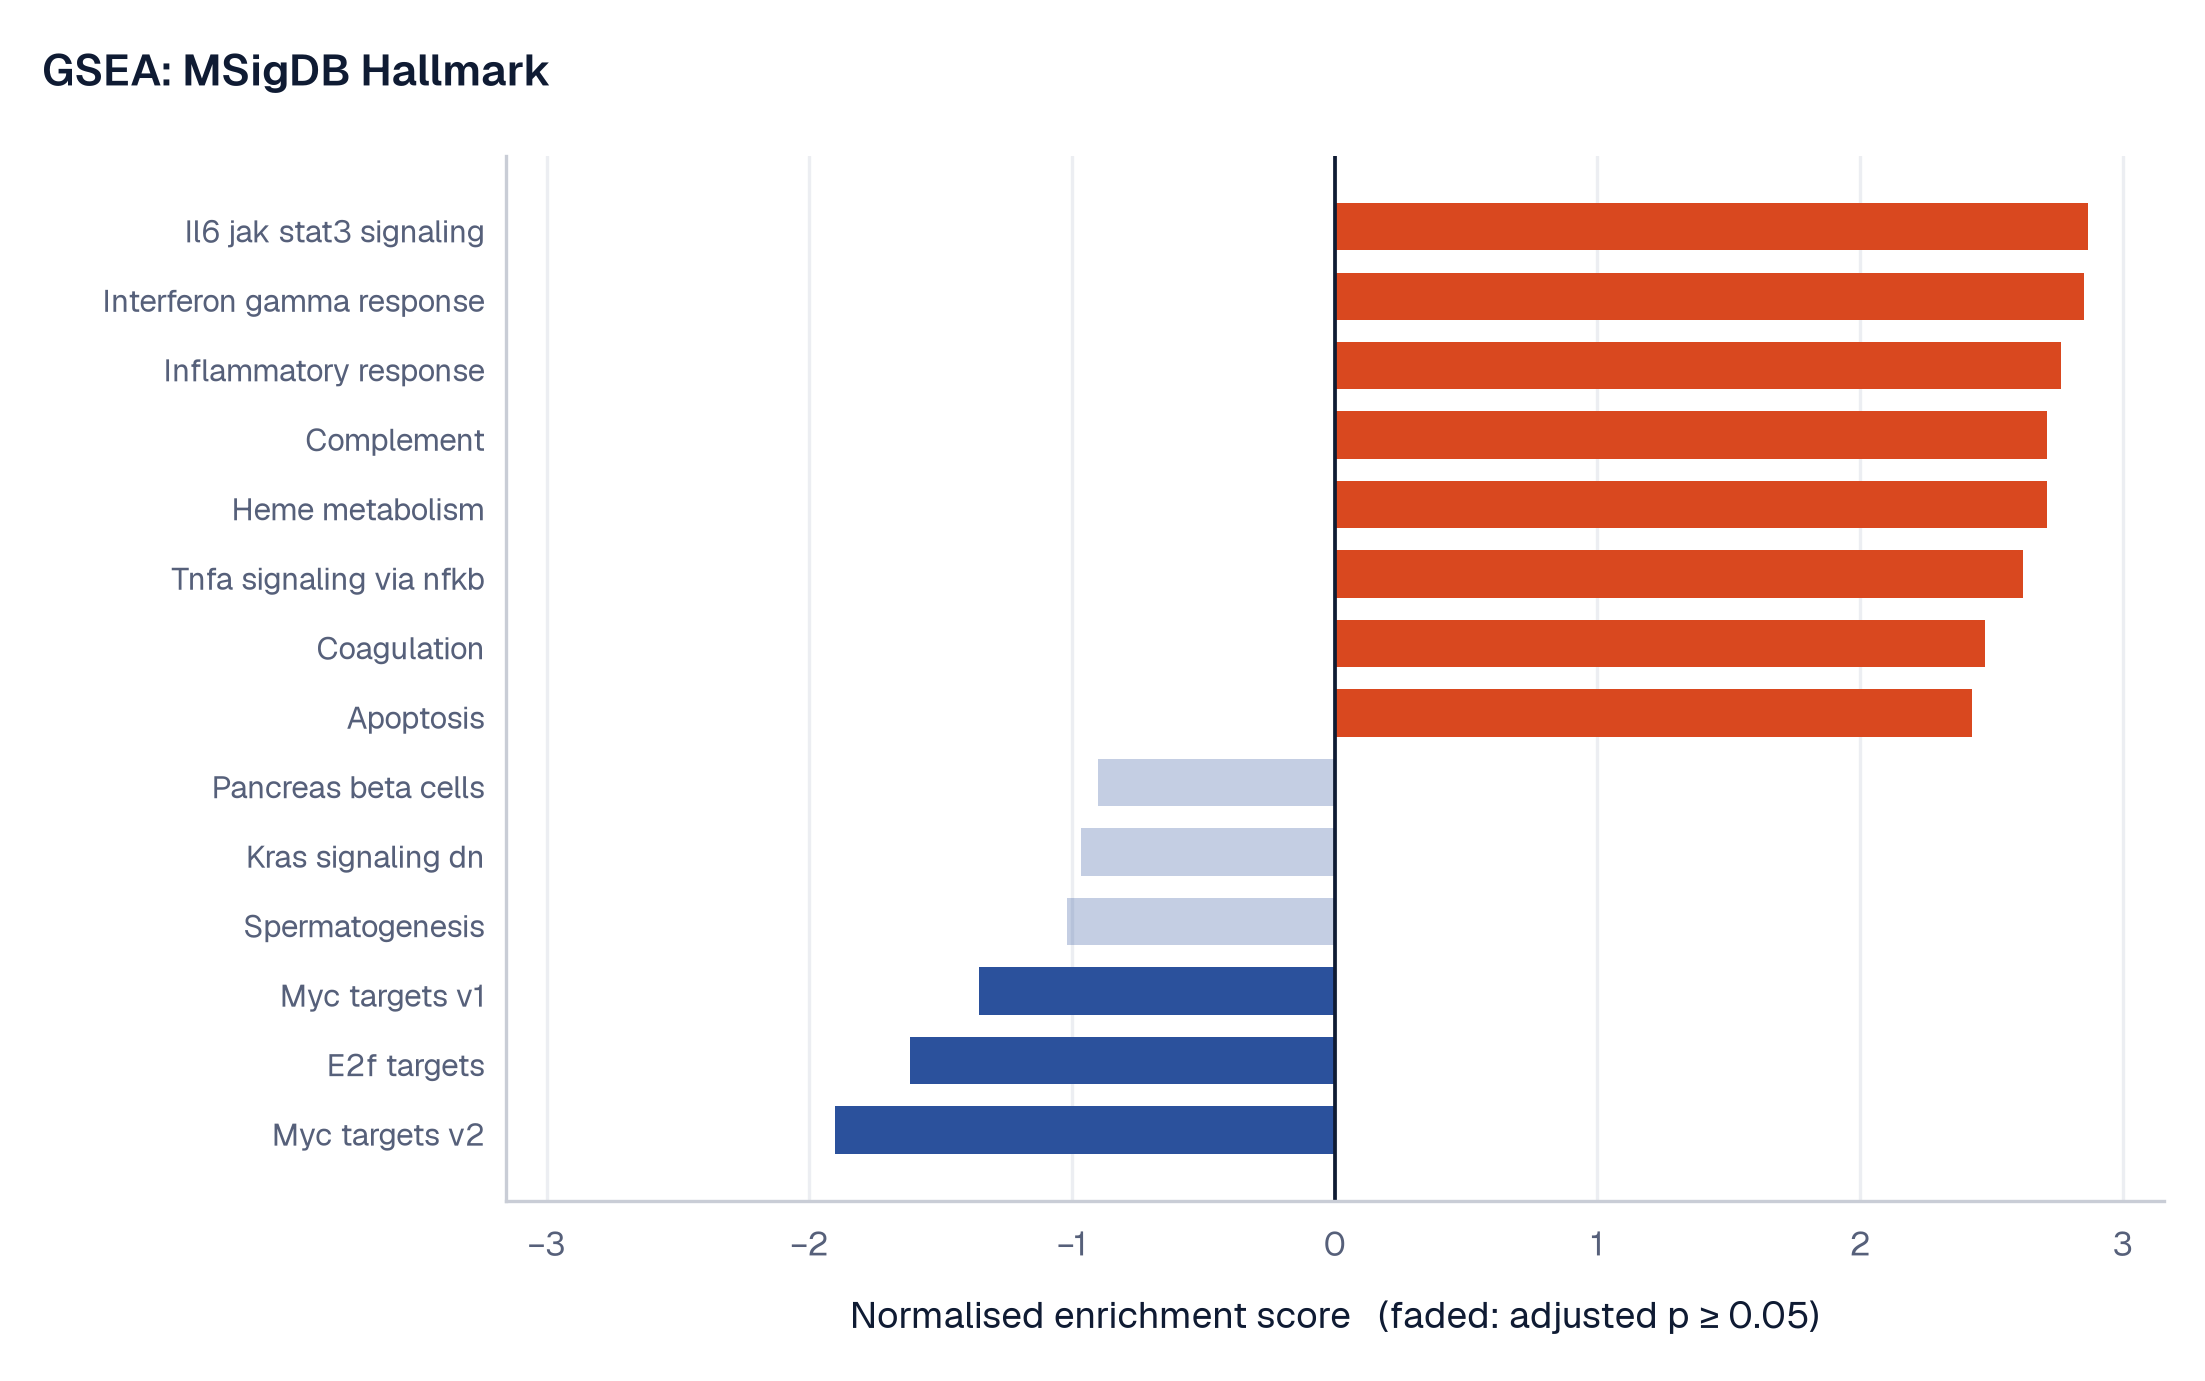 GSEA: MSigDB Hallmark
Il6 jak stat3 signaling
Interferon gamma response
Inflammatory response
Complement
Heme metabolism
Tnfa signaling via nfkb
Coagulation
Apoptosis
Pancreas beta cells
Kras signaling dn
Spermatogenesis
Myc targets v1
E2f targets
Myc targets v2
−3 −2 −1 0 1 2 3
Normalised enrichment score (faded: adjusted p ≥ 0.05)